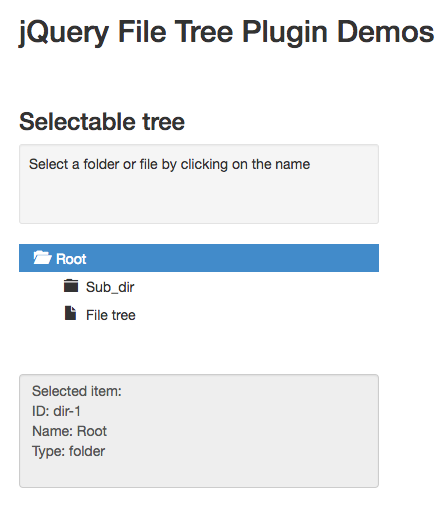 jQuery File Tree Plugin Demos
Selectable tree
Select a folder or file by clicking on the name
Root
Sub_dir
File tree
Selected item:
ID: dir-1
Name: Root
Type: folder